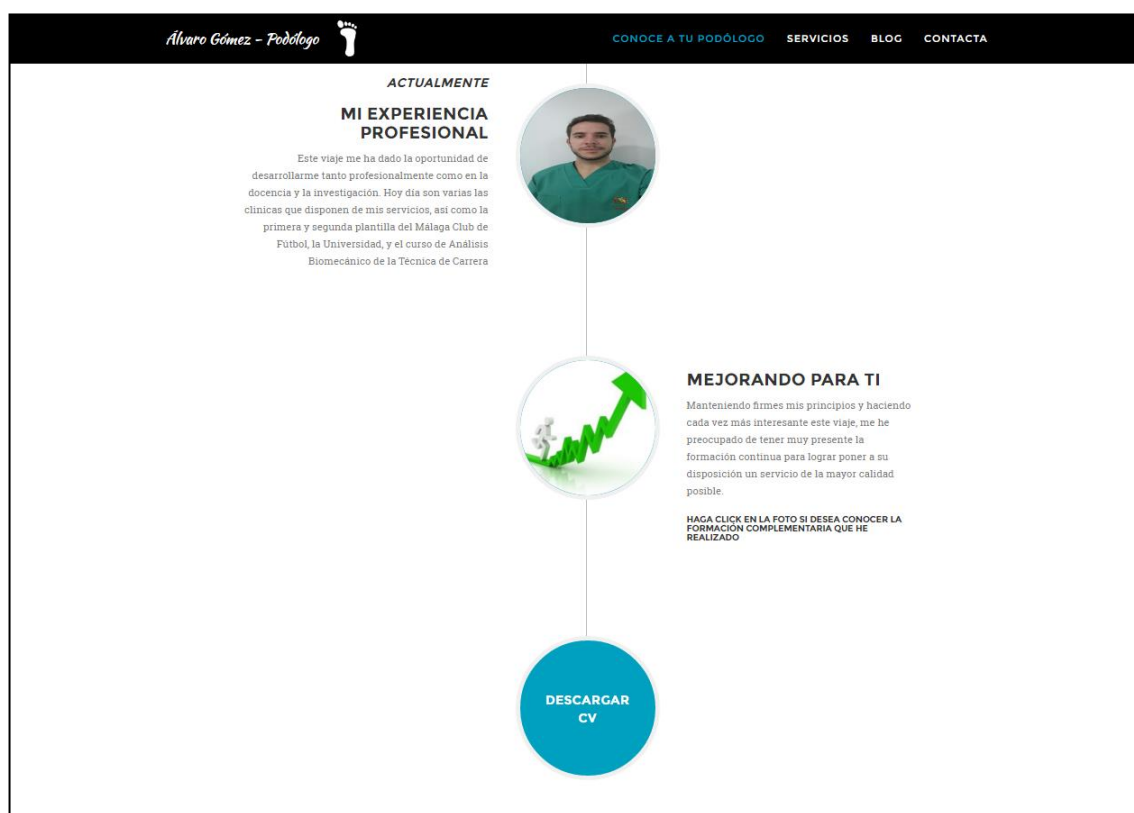 Álvaro Gómez - Podólogo
CONOCE A TU PODÓLOGO SERVICIOS BLOG CONTACTA
ACTUALMENTE
MI EXPERIENCIA
PROFESIONAL
Este viaje me ha dado la oportunidad de
desarrollarme tanto profesionalmente como en la
docencia y la investigación. Hoy día son varias las
clínicas que disponen de mis servicios, así como la
primera y segunda plantilla del Málaga Club de
Fútbol, la Universidad, y el curso de Análisis
Biomecánico de la Técnica de Carrera
MEJORANDO PARA TI
Manteniendo firmes mis principios y haciendo
cada vez más interesante este viaje, me he
preocupado de tener muy presente la
formación continua para lograr poner a su
disposición un servicio de la mayor calidad
posible.
HAGA CLICK EN LA FOTO SI DESEA CONOCER LA
FORMACIÓN COMPLEMENTARIA QUE HE
REALIZADO
DESCARGAR
CV